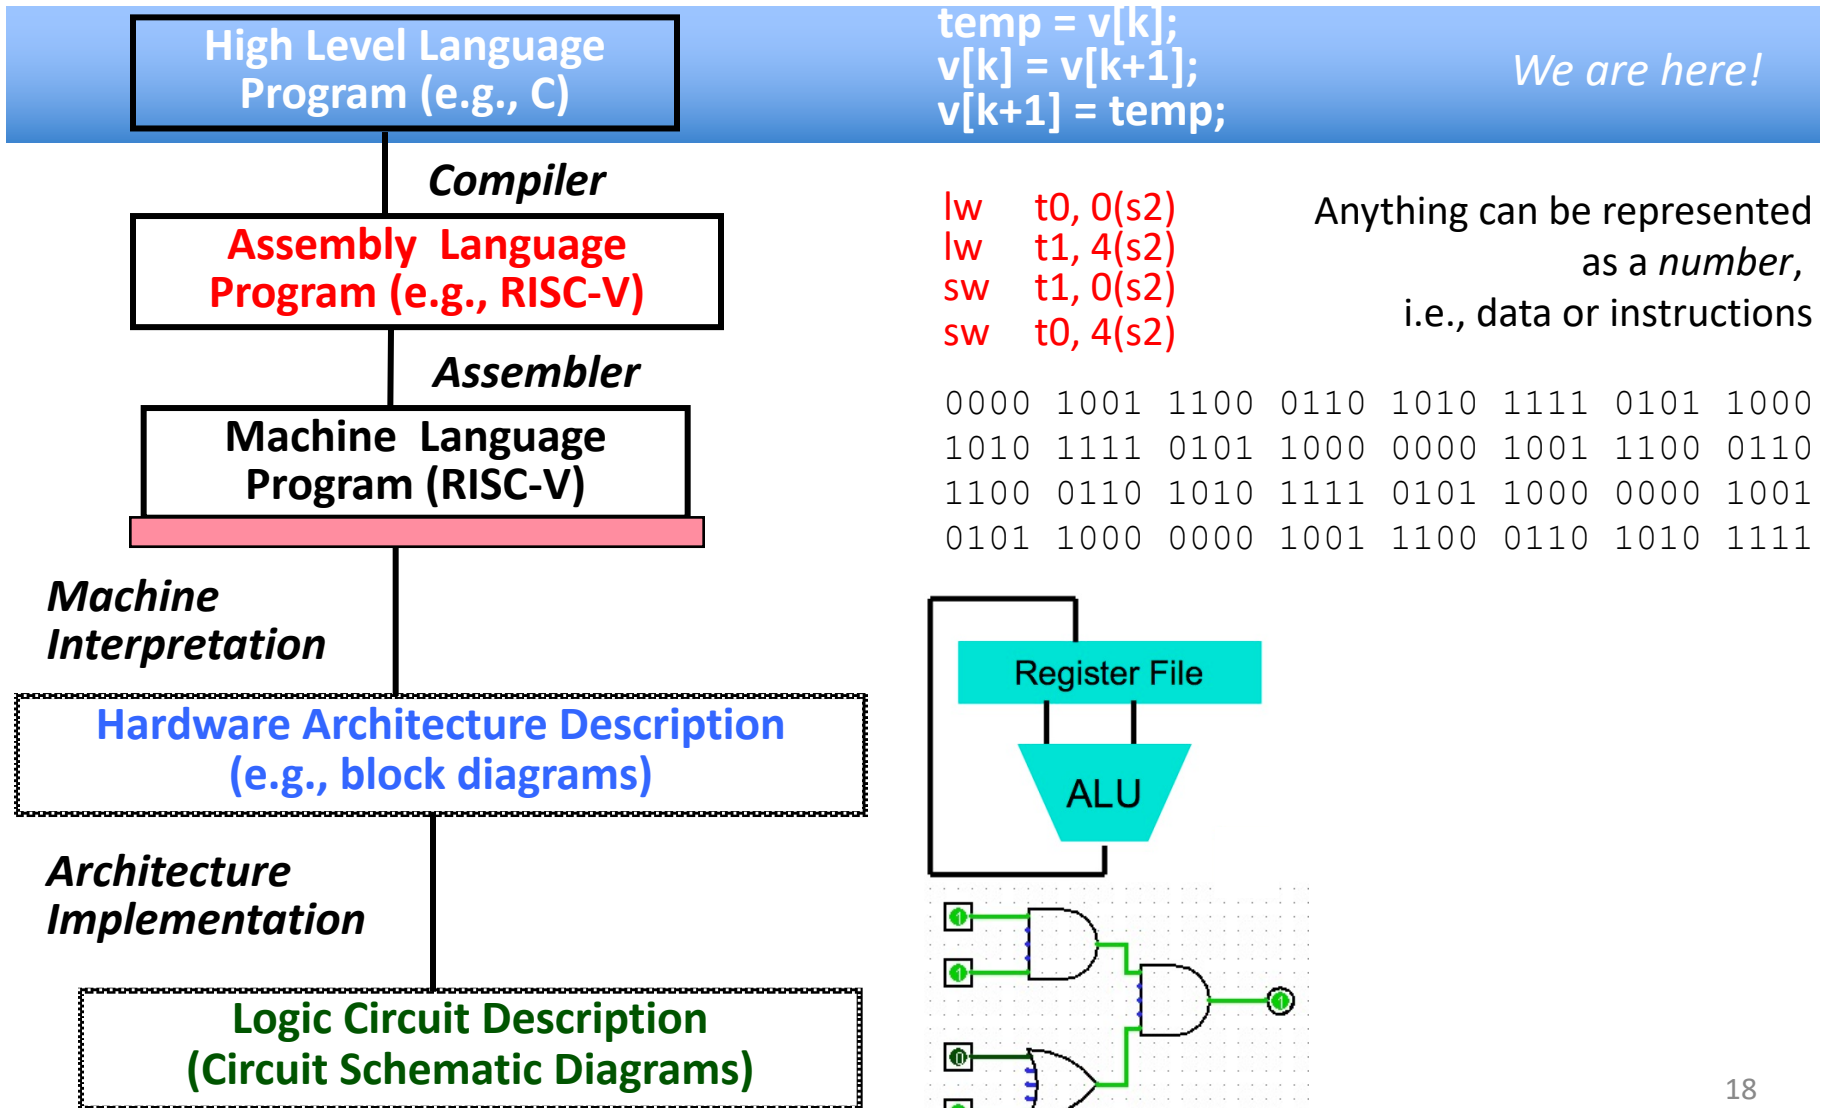 High Level Language
Program (e.g., C)
temp = v[k];
v[k] = v[k+1];
v[k+1] = temp;
We are here!
Compiler
Assembly Language
Program (e.g., RISC-V)
lw t0, 0(s2)
lw t1, 4(s2)
sw t1, 0(s2)
sw t0, 4(s2)
Anything can be represented
as a number,
i.e., data or instructions
Assembler
Machine Language
Program (RISC-V)
0000 1001 1100 0110 1010 1111 0101 1000
1010 1111 0101 1000 0000 1001 1100 0110
1100 0110 1010 1111 0101 1000 0000 1001
0101 1000 0000 1001 1100 0110 1010 1111
Machine
Interpretation
Register File
ALU
Hardware Architecture Description
(e.g., block diagrams)
Architecture
Implementation
1
1
1
0
Logic Circuit Description
(Circuit Schematic Diagrams)
18